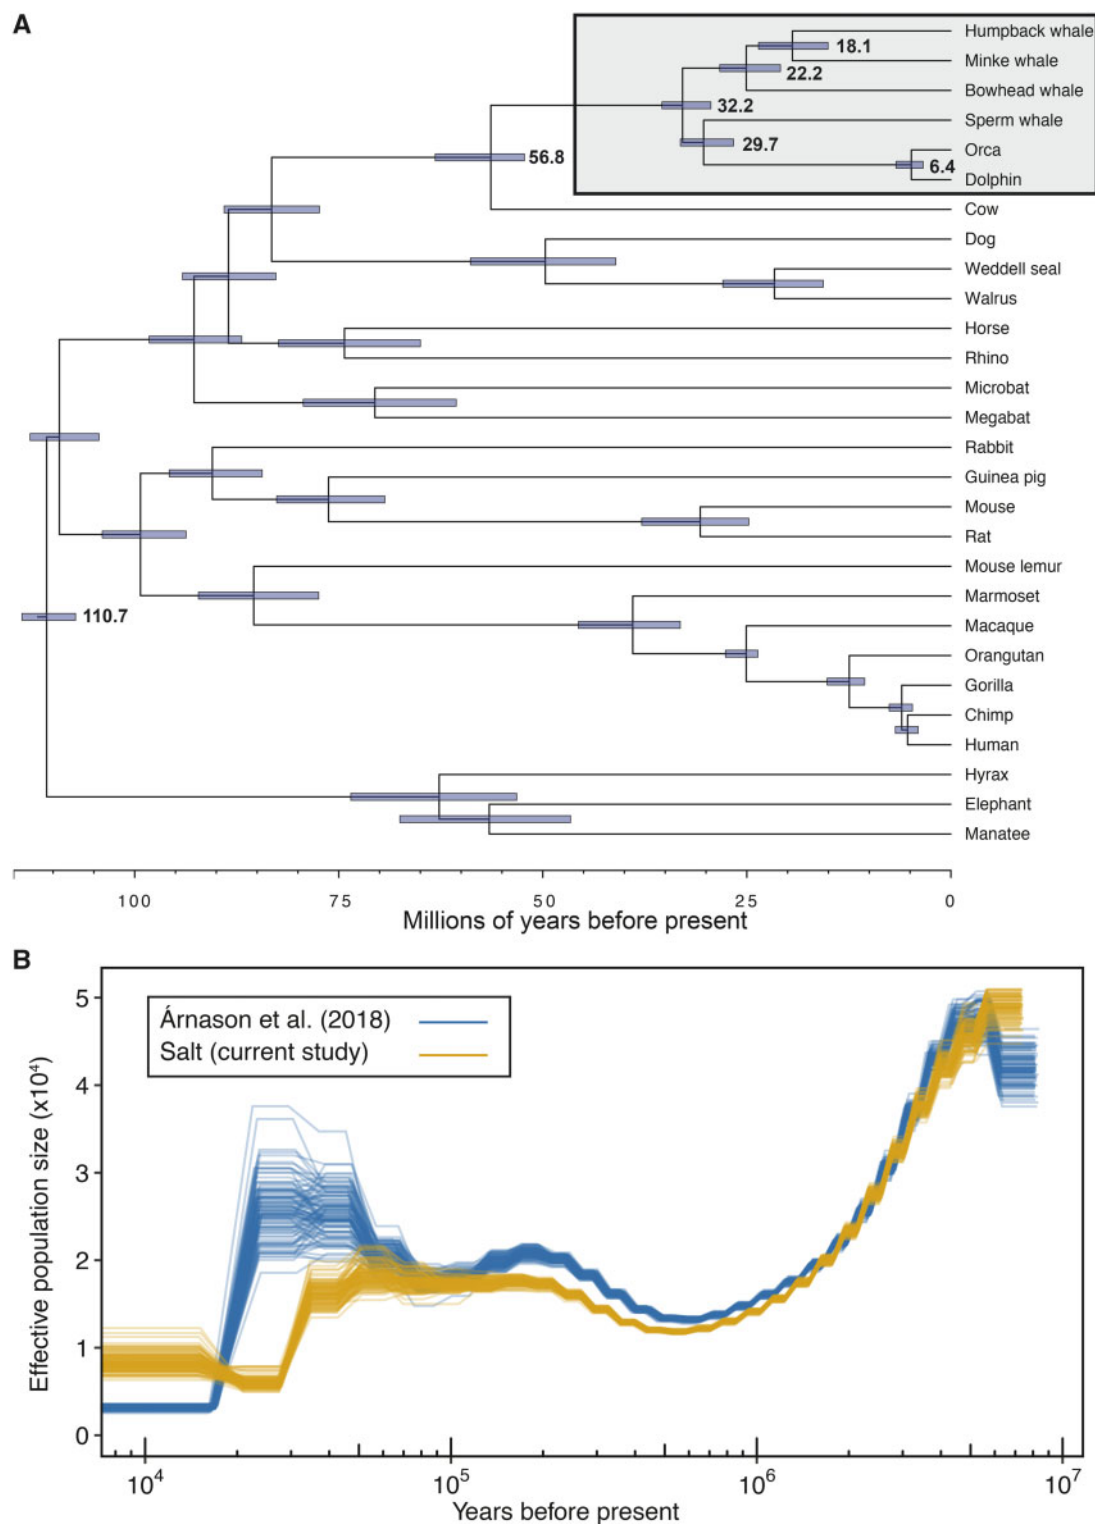 A
Humpback whale
18.1
Minke whale
22.2
Bowhead whale
32.2
Sperm whale
29.7
Orca
56.8
6.4
Dolphin
Cow
Dog
Weddell seal
Walrus
Horse
Rhino
Microbat
Megabat
Rabbit
Guinea pig
Mouse
Rat
Mouse lemur
Marmoset
110.7
Macaque
Orangutan
Gorilla
Chimp
Human
Hyrax
Elephant
Manatee
100 75 50 25 0
Millions of years before present
B
Árnason et al. (2018)
Salt (current study)
Effective population size (x10⁴)
5
4
3
2
1
0
10⁴ 10⁵ 10⁶ 10⁷
Years before present